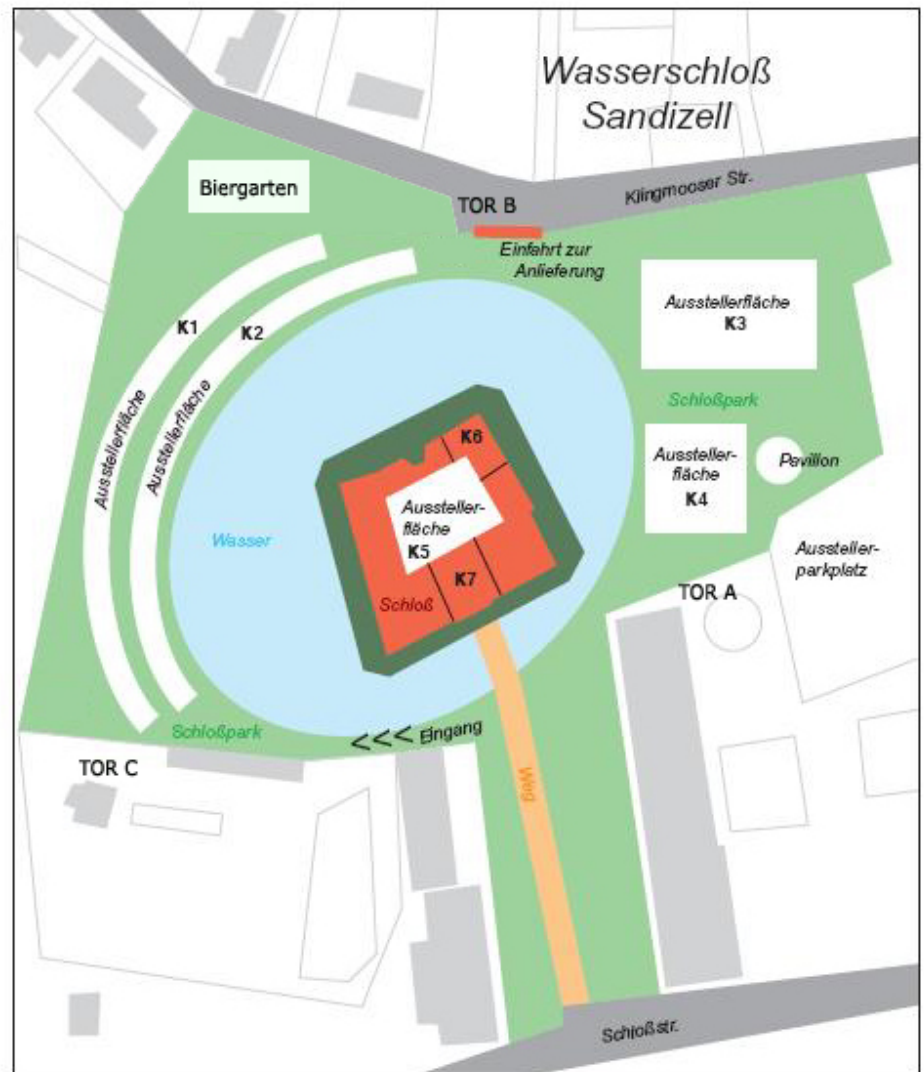 Wasserschloß
Sandizell
Biergarten
TOR B
Klingmooser Str.
Einfahrt zur
Anlieferung
K1
K2
Ausstellerfläche
Ausstellerfläche
Ausstellerfläche
K3
Schloßpark
K6
Aussteller-
fläche
K4
Pavillon
Aussteller-
fläche
K5
Wasser
K7
Schloß
Aussteller-
parkplatz
TOR A
Schloßpark
<<< Eingang
TOR C
Weg
Schloßstr.